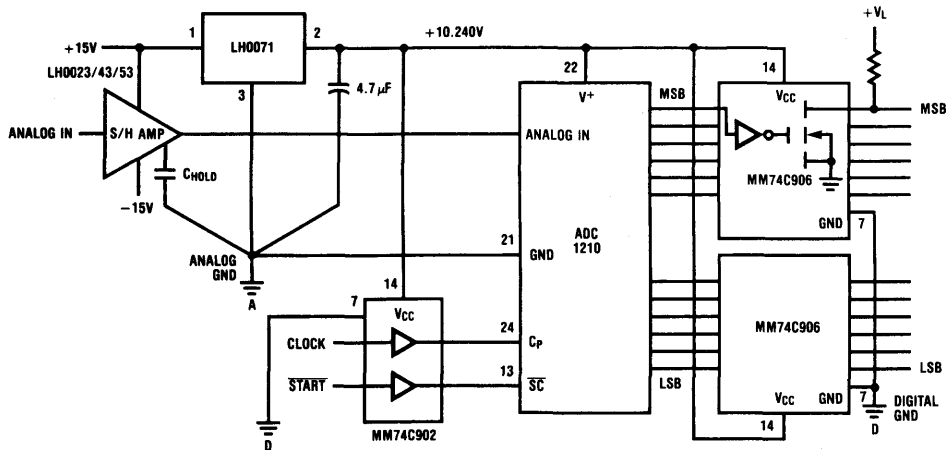 +VL
1
LH0071
2
+10.240V
+15V
14
LH0023/43/53
22
4.7 µF
3
V+
MSB
VCC
MSB
ANALOG IN
S/H AMP
ANALOG IN
CHOLD
MM74C906
-15V
GND
7
21
ADC
1210
ANALOG
GND
GND
A
14
7
VCC
24
MM74C906
CLOCK
CP
13
LSB
START
SC
LSB
GND
7
DIGITAL
GND
VCC
D
14
D
MM74C902